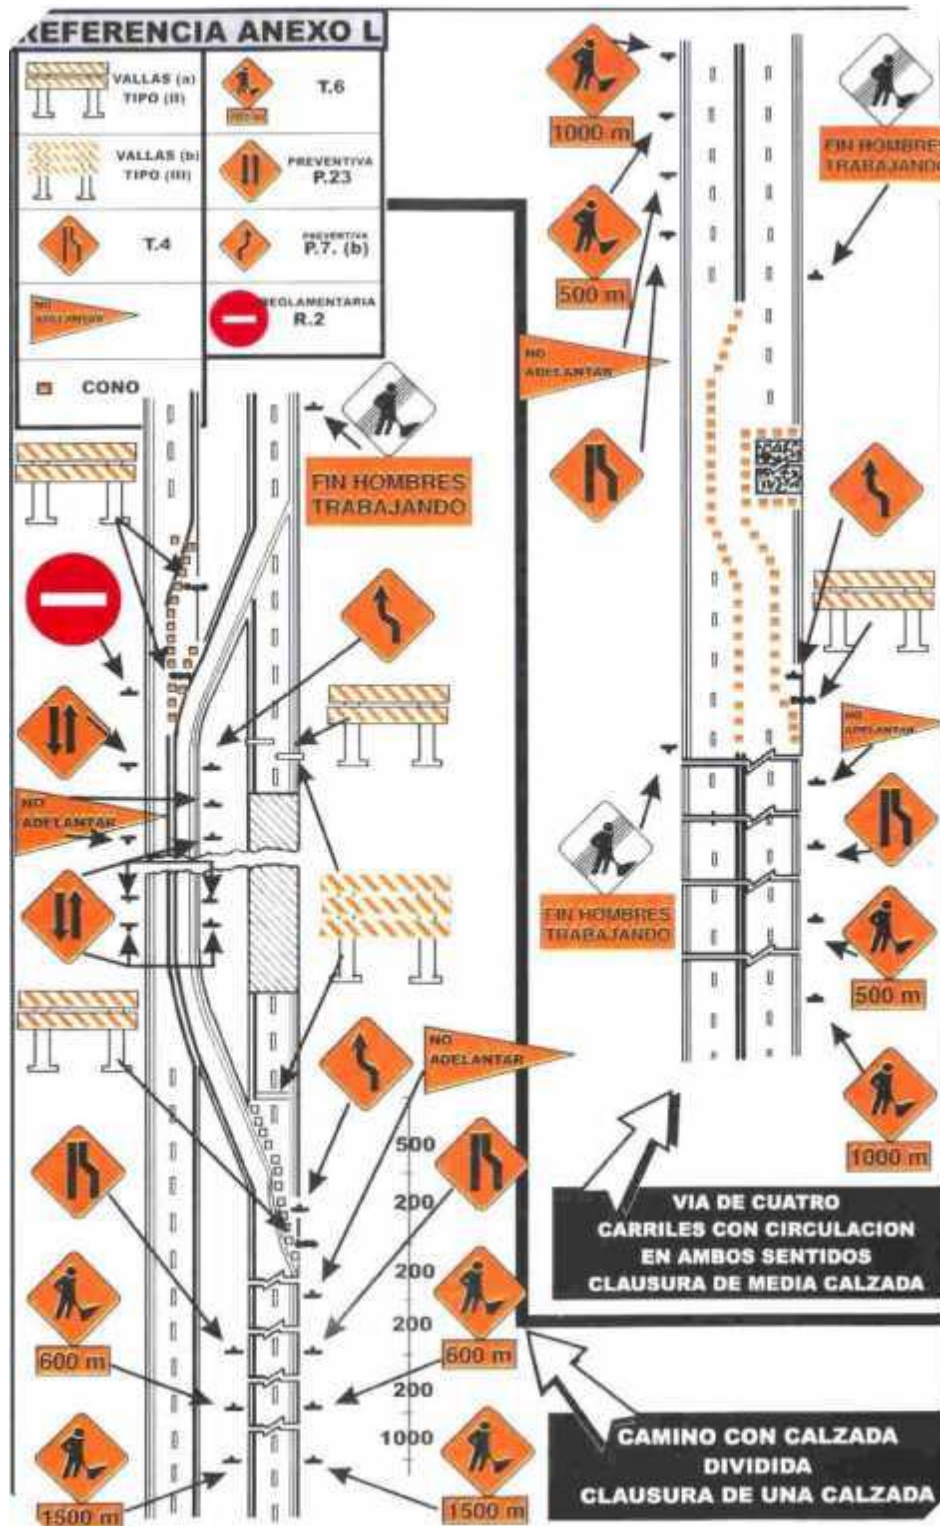 REFERENCIA ANEXO L
VALLAS (a)
TIPO (II)
T.6
VALLAS (b)
TIPO (III)
PREVENTIVA
P.23
T.4
PREVENTIVA
P.7. (b)
NO
ADELANTAR
REGLAMENTARIA
R.2
CONO
FIN HOMBRES
TRABAJANDO
NO
ADELANTAR
NO
ADELANTAR
500
200
200
200
200
1000
600 m
600 m
1500 m
1500 m
1000 m
500 m
NO
ADELANTAR
FIN HOMBRES
TRABAJANDO
NO
ADELANTAR
FIN HOMBRES
TRABAJANDO
500 m
1000 m
VIA DE CUATRO
CARRILES CON CIRCULACION
EN AMBOS SENTIDOS
CLAUSURA DE MEDIA CALZADA
CAMINO CON CALZADA
DIVIDIDA
CLAUSURA DE UNA CALZADA